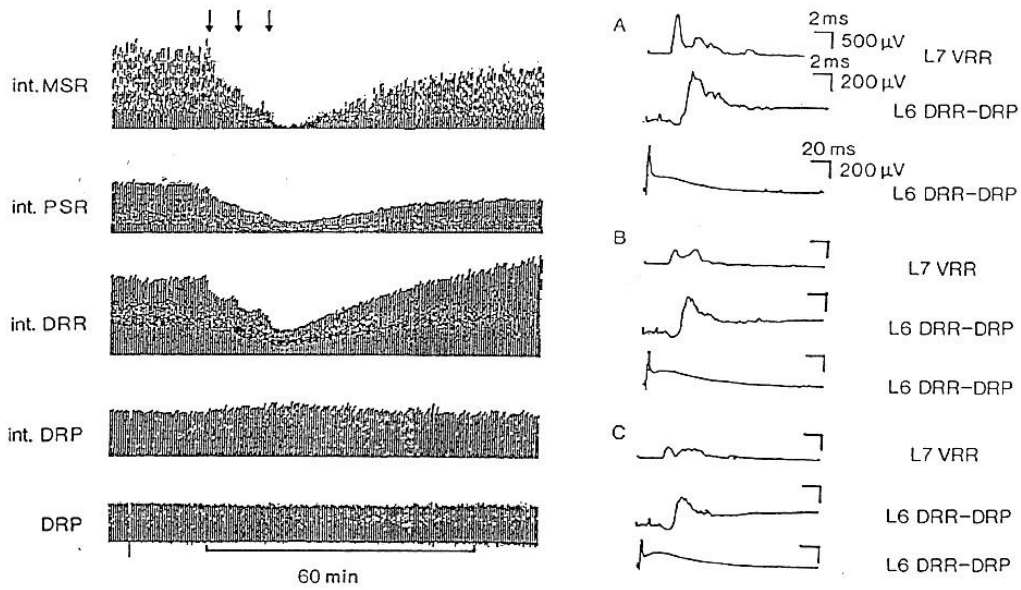 int. MSR
int. PSR
int. DRR
int. DRP
DRP
60 min
A
2 ms
500 µV
L7 VRR
2 ms
200 µV
L6 DRR–DRP
20 ms
200 µV
L6 DRR–DRP
B
L7 VRR
L6 DRR–DRP
L6 DRR–DRP
C
L7 VRR
L6 DRR–DRP
L6 DRR–DRP